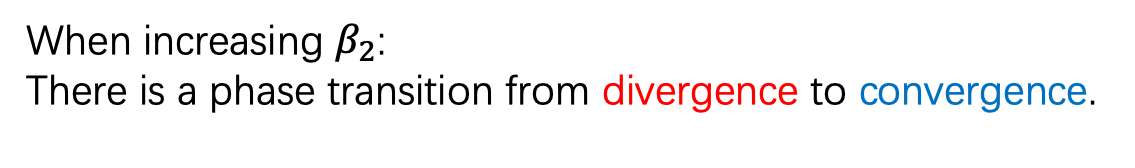 When increasing β₂:
There is a phase transition from divergence to convergence.